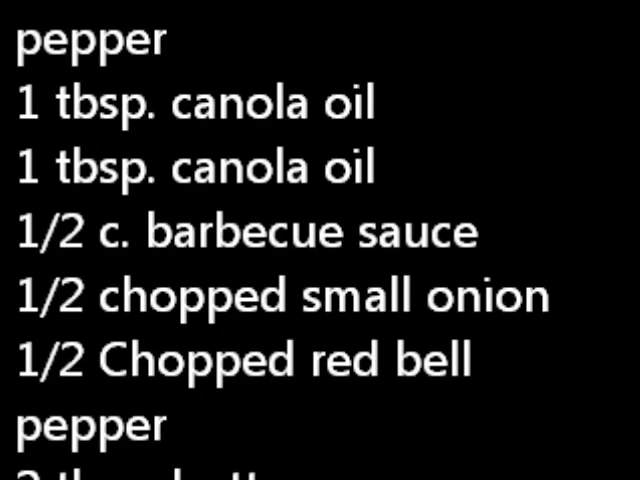 pepper
1 tbsp. canola oil
1 tbsp. canola oil
1/2 c. barbecue sauce
1/2 chopped small onion
1/2 Chopped red bell
pepper